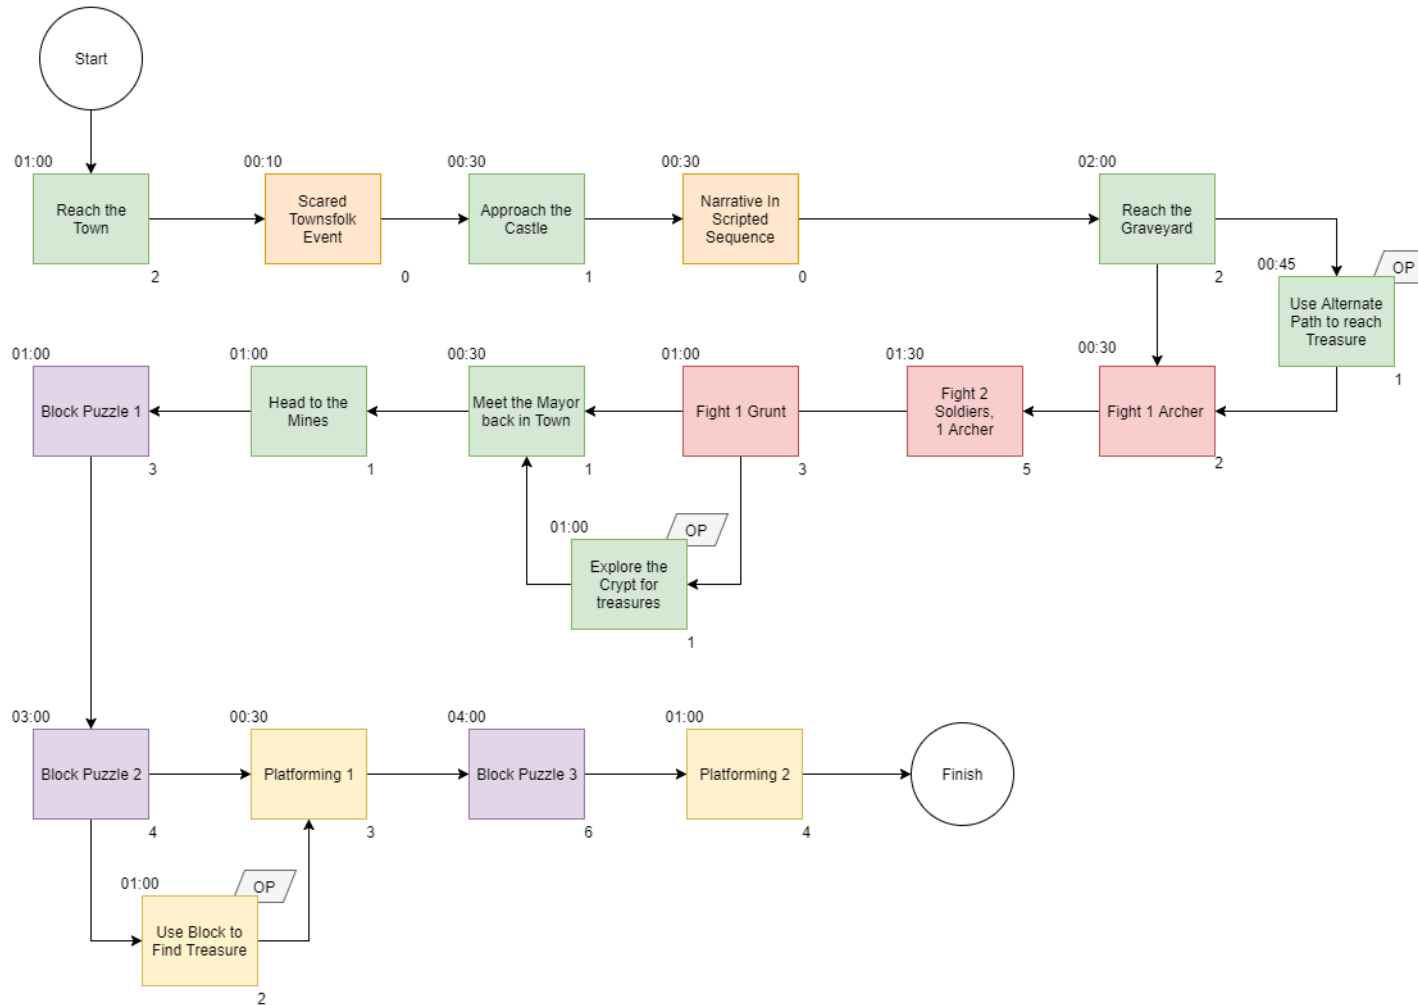 Start
01:00
Reach the
Town
2
00:10
Scared
Townsfolk
Event
0
00:30
Approach the
Castle
1
00:30
Narrative In
Scripted
Sequence
0
02:00
Reach the
Graveyard
2
OP
00:45
Use Alternate
Path to reach
Treasure
1
00:30
Fight 1 Archer
2
01:30
Fight 2
Soldiers,
1 Archer
5
01:00
Fight 1 Grunt
3
OP
01:00
Explore the
Crypt for
treasures
1
00:30
Meet the Mayor
back in Town
1
01:00
Head to the
Mines
1
01:00
Block Puzzle 1
3
03:00
Block Puzzle 2
4
OP
01:00
Use Block to
Find Treasure
2
00:30
Platforming 1
3
04:00
Block Puzzle 3
6
01:00
Platforming 2
4
Finish